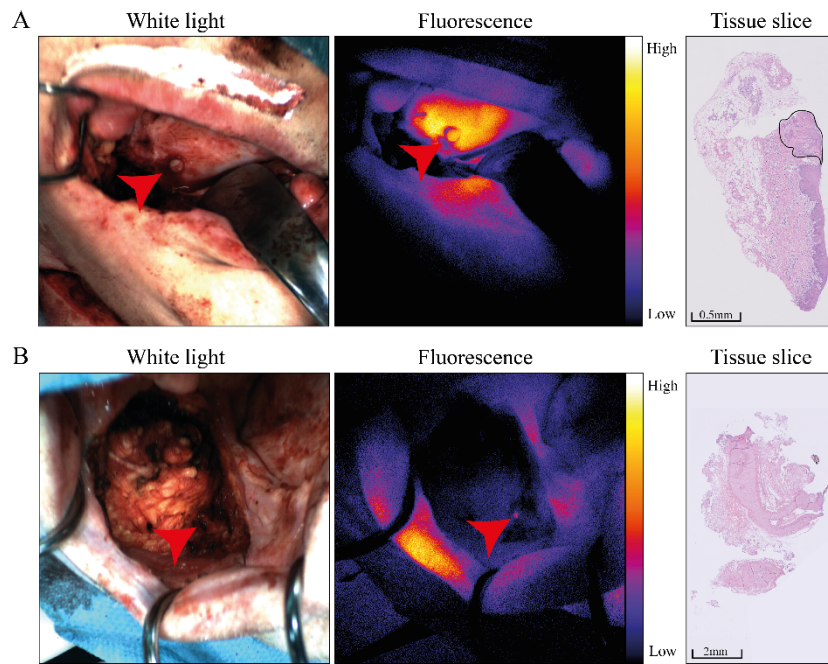 A
White light
Fluorescence
Tissue slice
High
Low
0.5mm
B
White light
Fluorescence
Tissue slice
High
Low
2mm